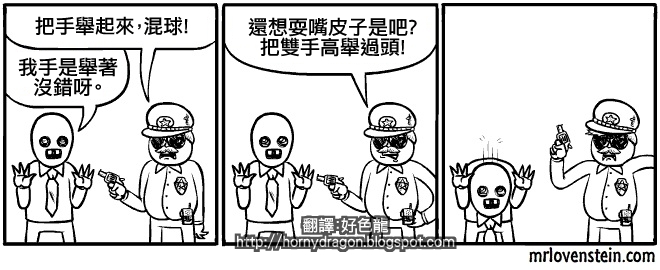 把手舉起來,混球!
我手是舉著
沒錯呀。
還想耍嘴皮子是吧?
把雙手高舉過頭!
翻譯:好色龍
http://hornydragon.blogspot.com
mrlovenstein.com